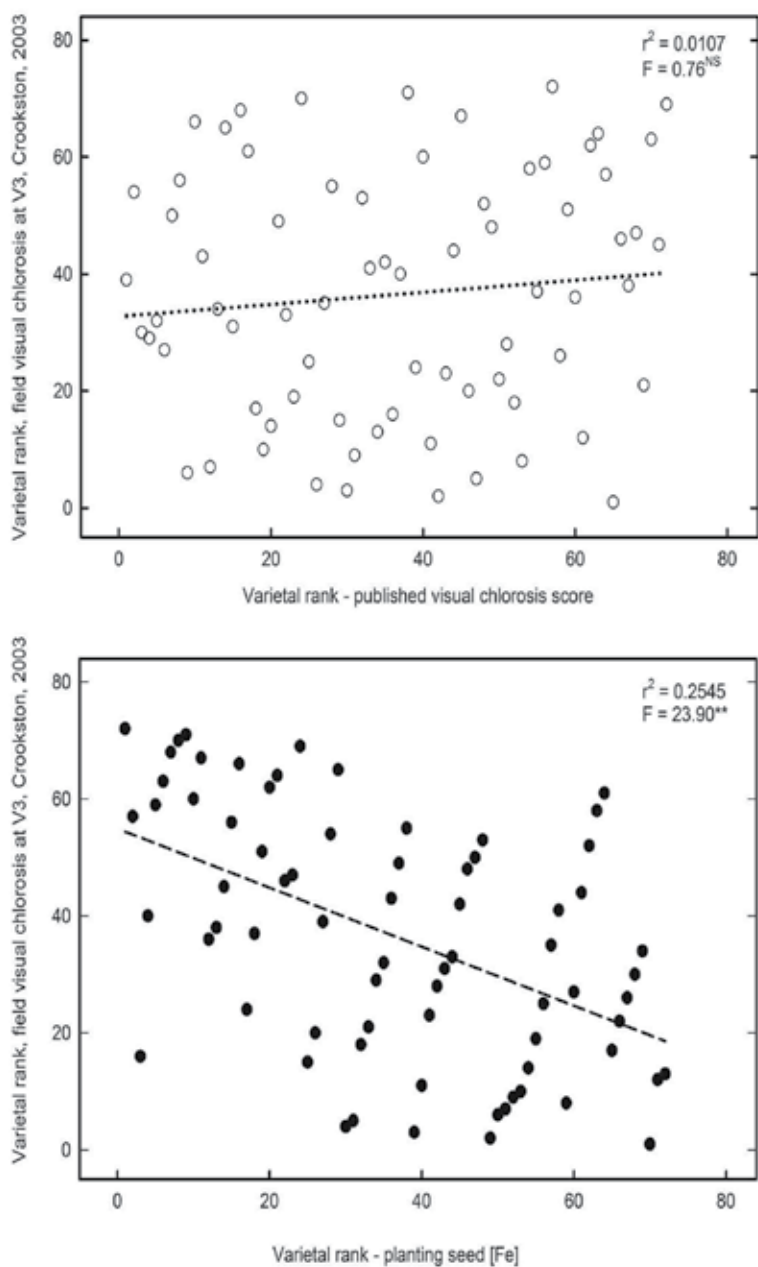 r² = 0.0107
F = 0.76^NS
Varietal rank, field visual chlorosis at V3, Crookston, 2003
80
60
40
20
0
0 20 40 60 80
Varietal rank - published visual chlorosis score
r² = 0.2545
F = 23.90**
Varietal rank, field visual chlorosis at V3, Crookston, 2003
80
60
40
20
0
0 20 40 60 80
Varietal rank - planting seed [Fe]